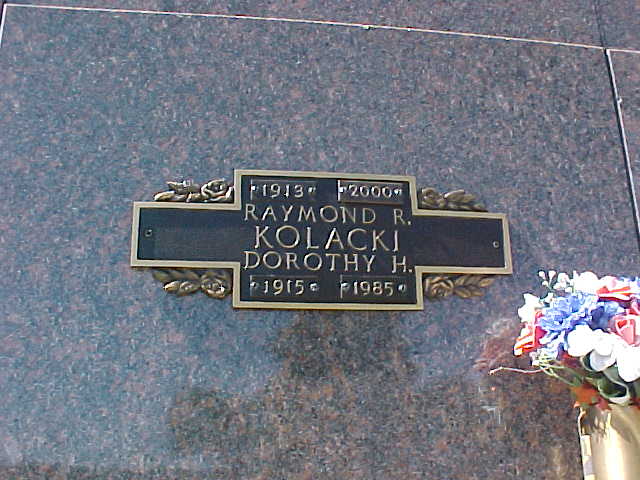 1913 2000
RAYMOND R.
KOLACKI
DOROTHY H.
1915 1985